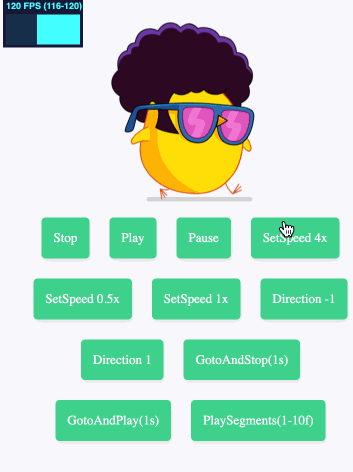 120 FPS (116-120)
Stop Play Pause SetSpeed 4x
SetSpeed 0.5x SetSpeed 1x Direction -1
Direction 1 GotoAndStop(1s)
GotoAndPlay(1s) PlaySegments(1-10f)